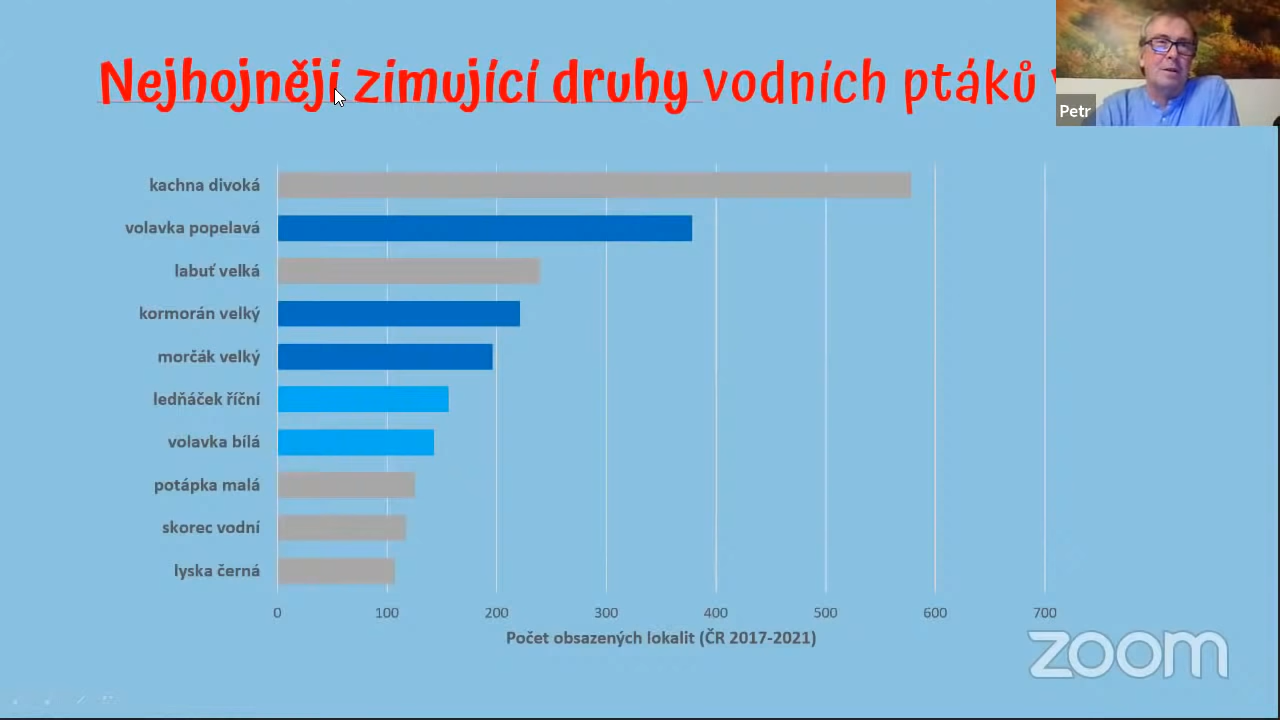 Nejhojněji zimující druhy vodních ptáků
Petr
kachna divoká
volavka popelavá
labuť velká
kormorán velký
morčák velký
ledňáček říční
volavka bílá
potápka malá
skorec vodní
lyska černá
0 100 200 300 400 500 600 700
Počet obsazených lokalit (ČR 2017-2021)
zoom